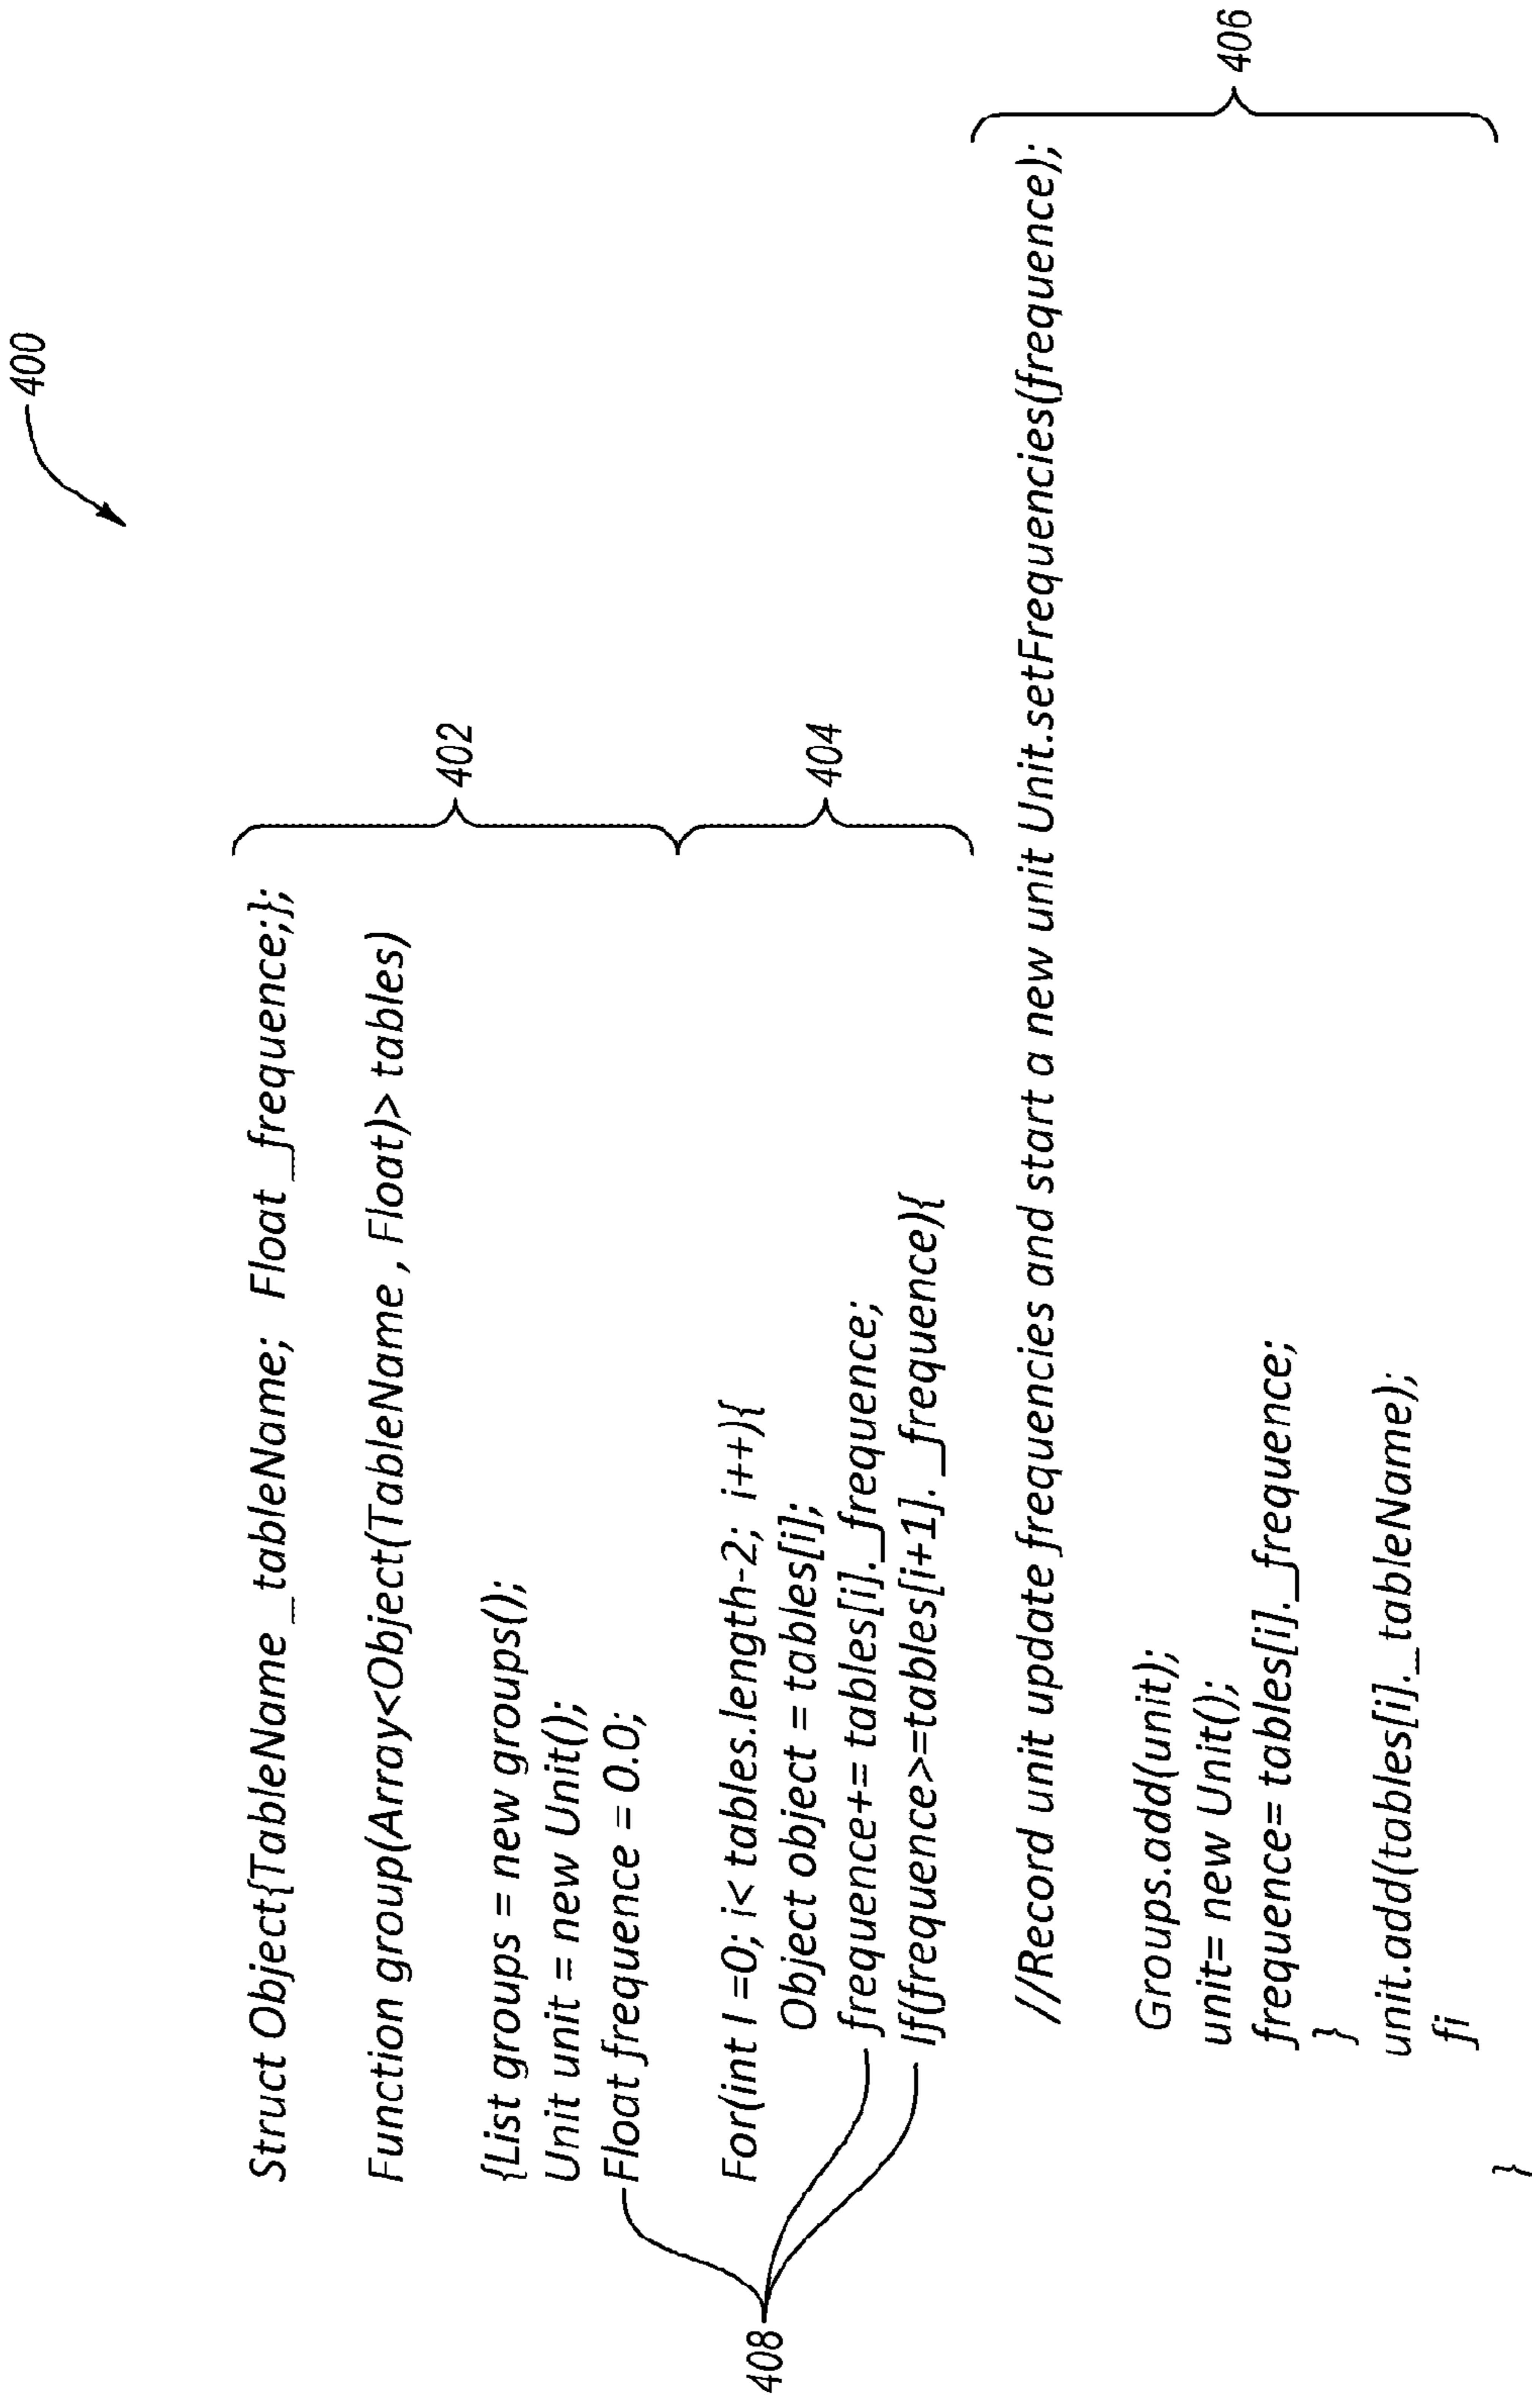 400
Struct Object{TableName _tableName; Float _frequence;};
Function group(Array<Object(TableName , Float)> tables)
402
{List groups = new groups();
Unit unit = new Unit();
Float frequence = 0.0;
408
For(int I =0; i< tables.length-2; i++){
Object object = tables[i];
404
frequence+= tables[i]._frequence;
If(frequence>=tables[i+1]. _frequence){
//Record unit update frequencies and start a new unit Unit.setFrequencies(frequence);
406
Groups.add(unit);
unit= new Unit();
frequence= tables[i]._frequence;
}
unit.add(tables[i]._tableName);
fi
}